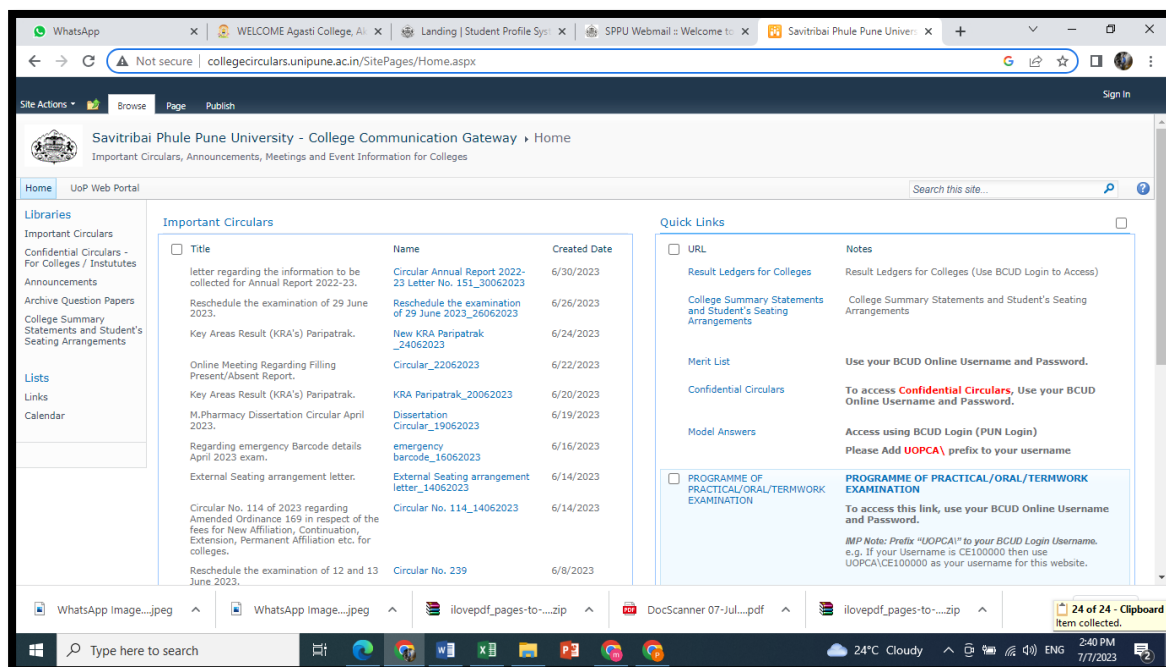 WhatsApp
WELCOME Agasti College, Ak
Landing | Student Profile Syst
SPPU Webmail :: Welcome to
Savitribai Phule Pune Univers
Not secure | collegecirculars.unipune.ac.in/SitePages/Home.aspx
Sign In
Site Actions
Browse
Page
Publish
Savitribai Phule Pune University - College Communication Gateway › Home
Important Circulars, Announcements, Meetings and Event Information for Colleges
Home
UoP Web Portal
Search this site...
Libraries
Important Circulars
Confidential Circulars -
For Colleges / Instututes
Announcements
Archive Question Papers
College Summary
Statements and Student's
Seating Arrangements
Lists
Links
Calendar
Important Circulars
Title Name Created Date
letter regarding the information to be Circular Annual Report 2022- 6/30/2023
collected for Annual Report 2022-23. 23 Letter No. 151_30062023
Reschedule the examination of 29 June Reschedule the examination 6/26/2023
2023. of 29 June 2023_26062023
Key Areas Result (KRA's) Paripatrak. New KRA Paripatrak 6/24/2023
_24062023
Online Meeting Regarding Filling Circular_22062023 6/22/2023
Present/Absent Report.
Key Areas Result (KRA's) Paripatrak. KRA Paripatrak_20062023 6/20/2023
M.Pharmacy Dissertation Circular April Dissertation 6/19/2023
2023. Circular_19062023
Regarding emergency Barcode details emergency 6/16/2023
April 2023 exam. barcode_16062023
External Seating arrangement letter. External Seating arrangement 6/14/2023
letter_14062023
Circular No. 114 of 2023 regarding Circular No. 114_14062023 6/14/2023
Amended Ordinance 169 in respect of the
fees for New Affiliation, Continuation,
Extension, Permanent Affiliation etc. for
colleges.
Reschedule the examination of 12 and 13 Circular No. 239 6/8/2023
June 2023.
Quick Links
URL Notes
Result Ledgers for Colleges Result Ledgers for Colleges (Use BCUD Login to Access)
College Summary Statements College Summary Statements and Student's Seating
and Student's Seating Arrangements
Arrangements
Merit List Use your BCUD Online Username and Password.
Confidential Circulars To access Confidential Circulars, Use your BCUD
Online Username and Password.
Model Answers Access using BCUD Login (PUN Login)
Please Add UOPCA\ prefix to your username
PROGRAMME OF PROGRAMME OF PRACTICAL/ORAL/TERMWORK
PRACTICAL/ORAL/TERMWORK EXAMINATION
EXAMINATION
To access this link, use your BCUD Online Username
and Password.
IMP Note: Prefix "UOPCA\" to your BCUD Login Username.
e.g. If your Username is CE100000 then use
UOPCA\CE100000 as your username for this website.
WhatsApp Image....jpeg
WhatsApp Image....jpeg
ilovepdf_pages-to-....zip
DocScanner 07-Jul....pdf
ilovepdf_pages-to-....zip
24 of 24 - Clipboard
Item collected.
Type here to search
24°C Cloudy
ENG
2:40 PM
7/7/2023